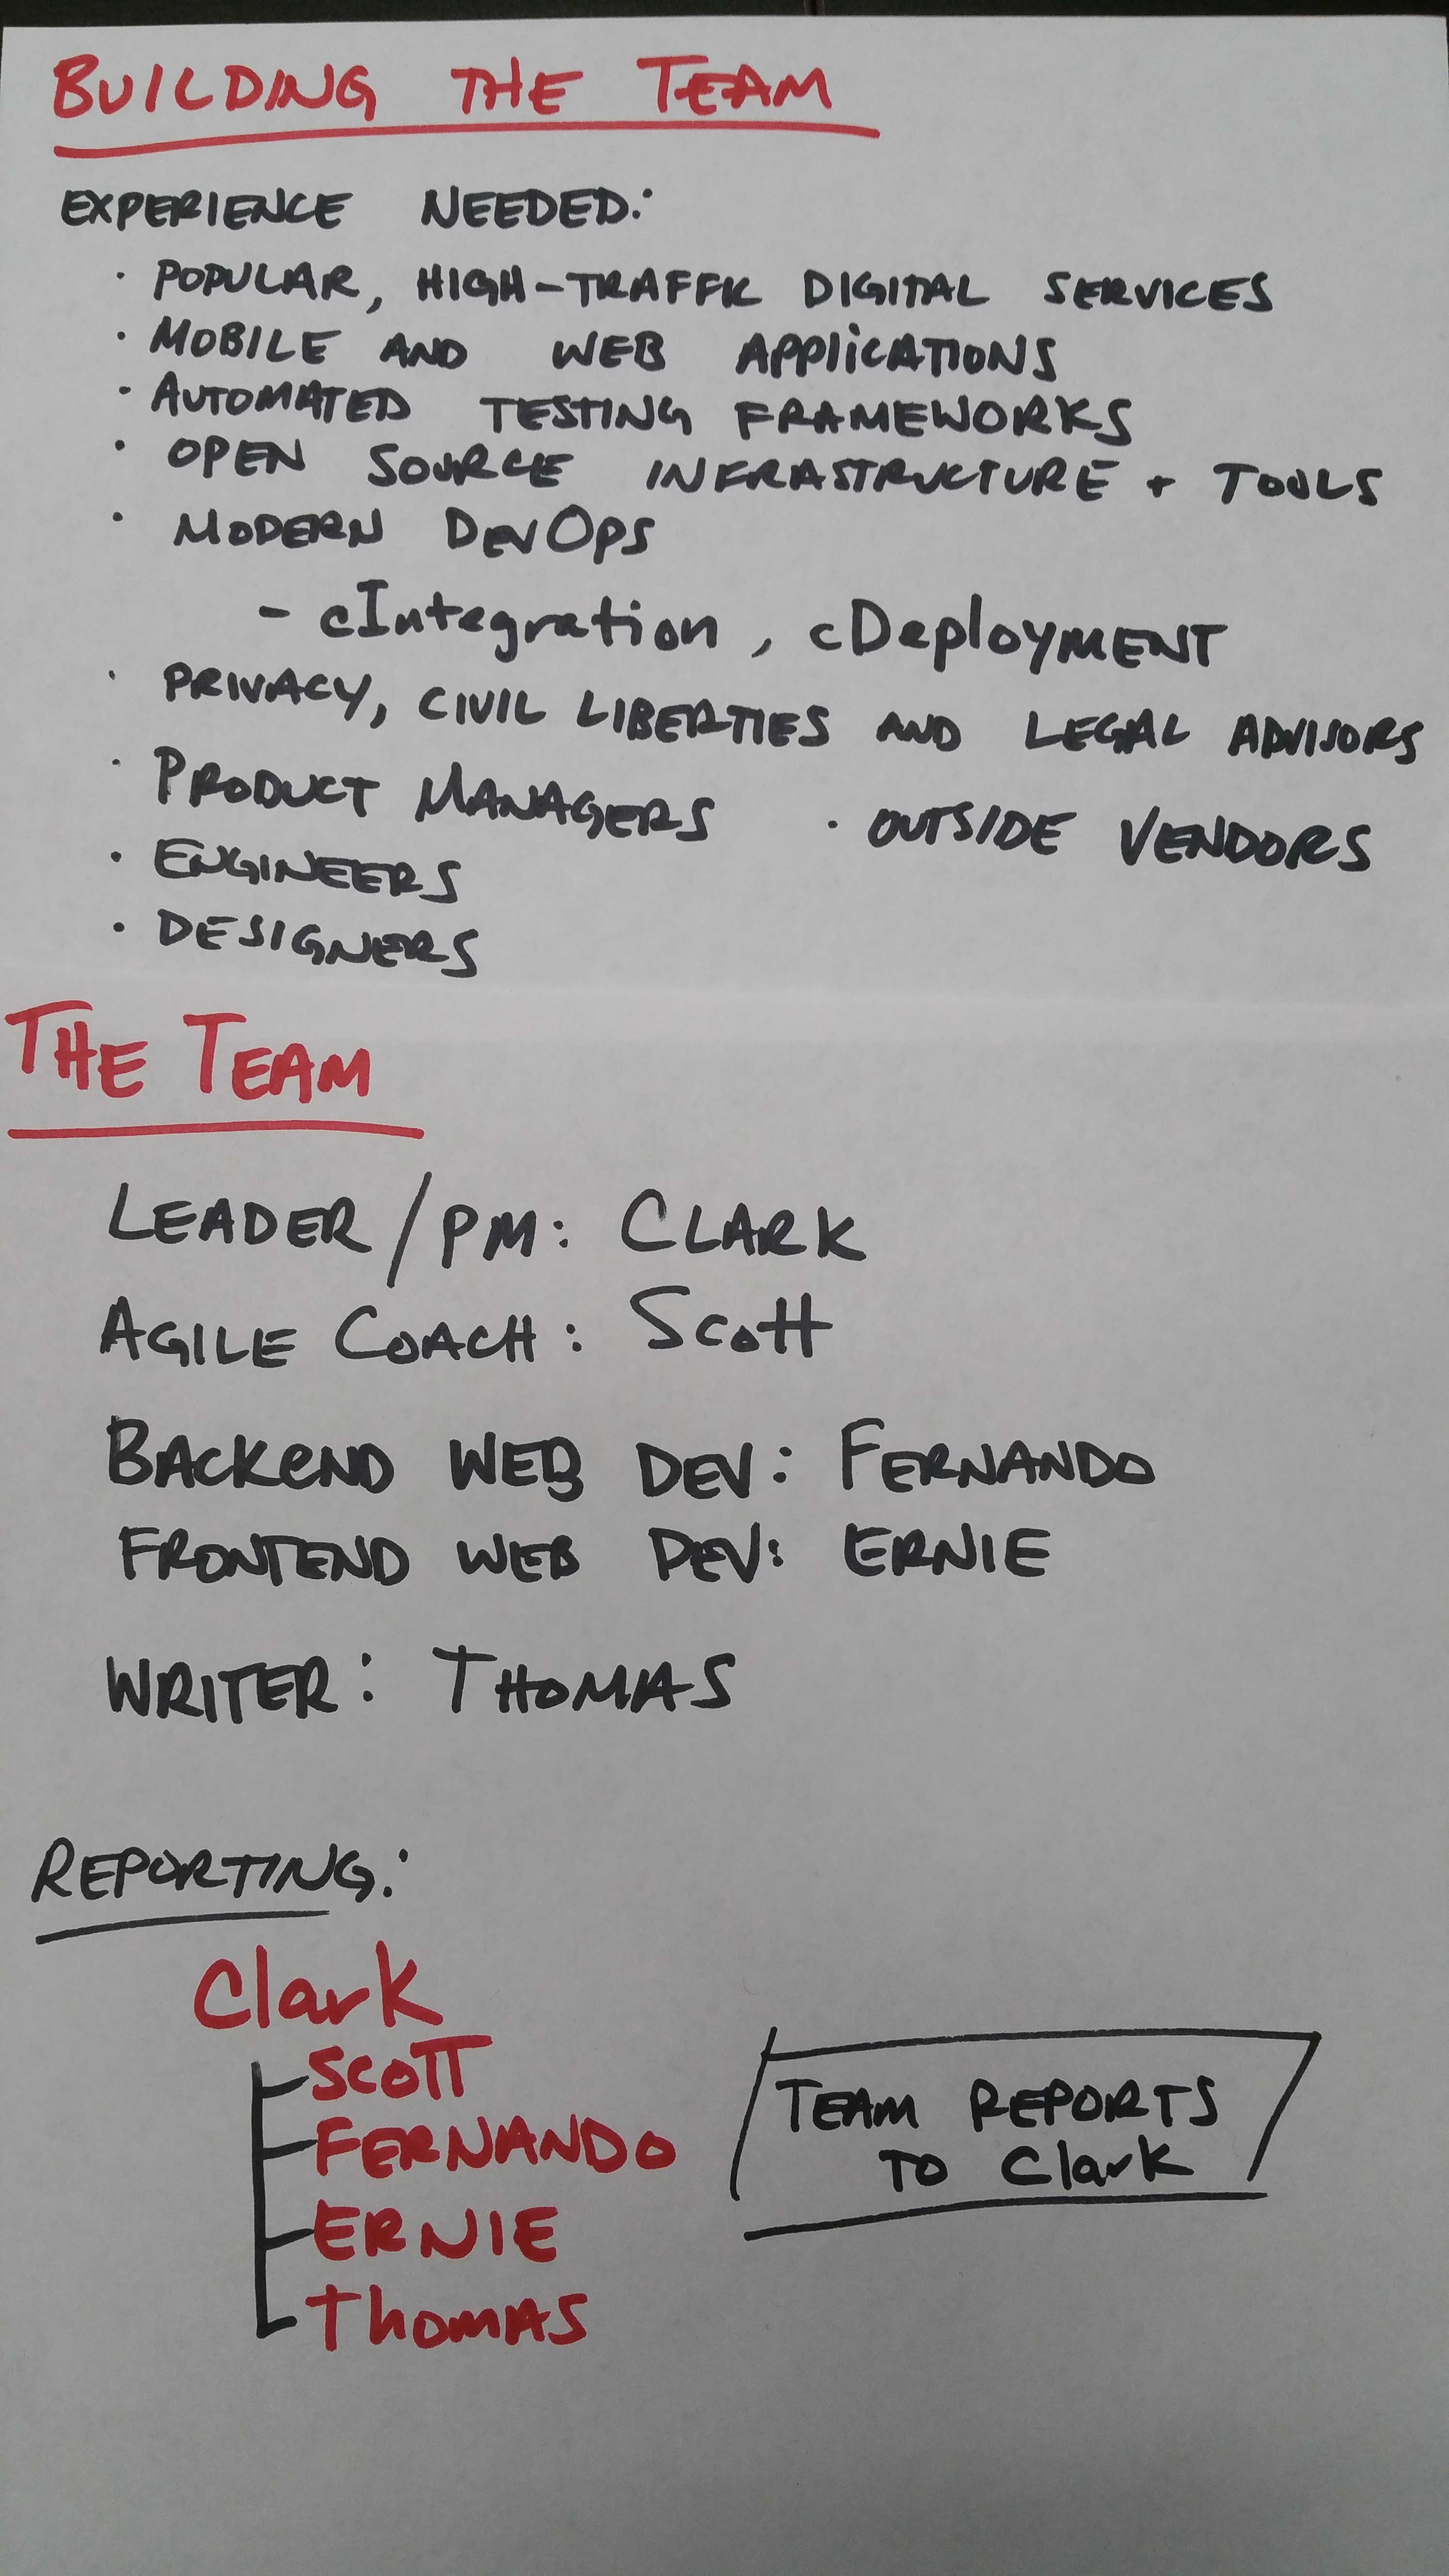 BUILDING THE TEAM
EXPERIENCE NEEDED:
· POPULAR, HIGH-TRAFFIC DIGITAL SERVICES
· MOBILE AND WEB APPLiCATIONS
· AUTOMATED TESTING FRAMEWORKS
· OPEN SOURCE INFRASTRUCTURE + TOOLS
· MODERN DevOps
- cIntegration, cDeployMENT
· PRIVACY, CIVIL LIBERTIES AND LEGAL ADVISORS
· PRODUCT MANAGERS · OUTSIDE VENDORS
· ENGINEERS
· DESIGNERS
THE TEAM
LEADER/PM: CLARK
AGILE COACH: Scott
BACKeND WEB DEV: FERNANDO
FRONTEND WEB DEV: ERNIE
WRITER: THOMAS
REPORTING:
Clark
SCOTT
FERNANDO
ERNIE
ThOMAS
TEAM REPORTS
TO Clark